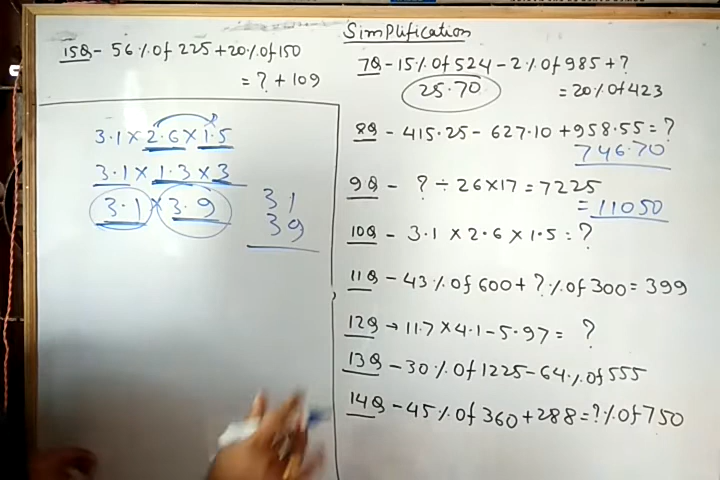 Simplification
15Q - 56% of 225 + 20% of 150
= ? + 109
3.1 × 2.6 × 1.5
3.1 × 1.3 × 3
3.1 × 3.9
31
39
7Q - 15% of 524 - 2% of 985 + ?
= 20% of 423
25.70
8Q - 415.25 - 627.10 + 958.55 = ?
746.70
9Q - ? ÷ 26 × 17 = 7225
= 11050
10Q - 3.1 × 2.6 × 1.5 = ?
11Q - 43% of 600 + ?% of 300 = 399
12Q → 11.7 × 4.1 - 5.97 = ?
13Q - 30% of 1225 - 64% of 555
14Q - 45% of 360 + 288 = ?% of 750